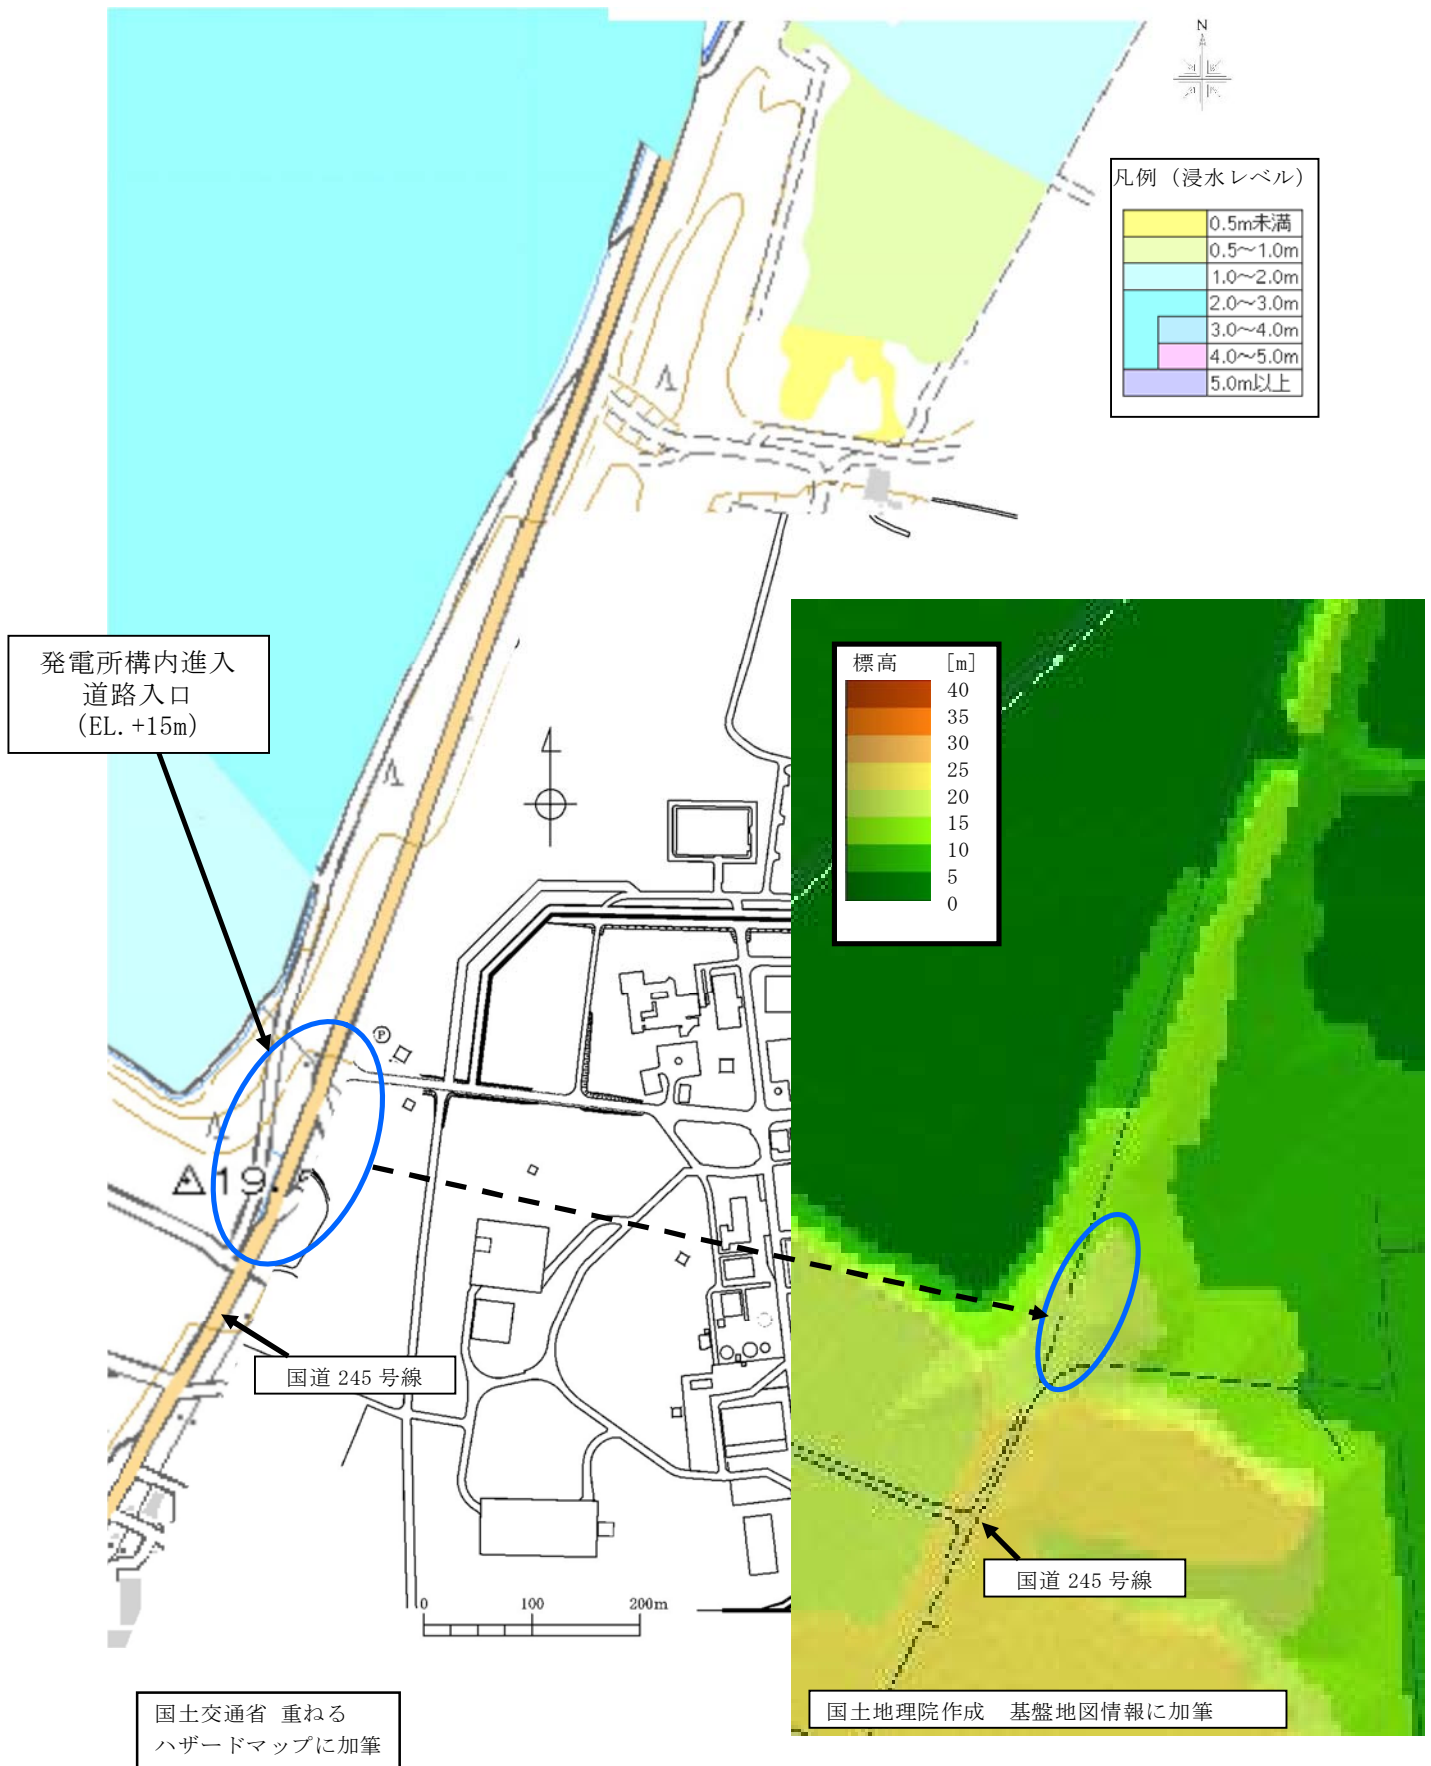 N
凡例（浸水レベル）
0.5m未満
0.5～1.0m
1.0～2.0m
2.0～3.0m
3.0～4.0m
4.0～5.0m
5.0m以上
発電所構内進入
道路入口
(EL.+15m)
標高 [m]
40
35
30
25
20
15
10
5
0
P
19.
国道 245 号線
国道 245 号線
0 100 200m
国土交通省 重ねる
ハザードマップに加筆
国土地理院作成 基盤地図情報に加筆